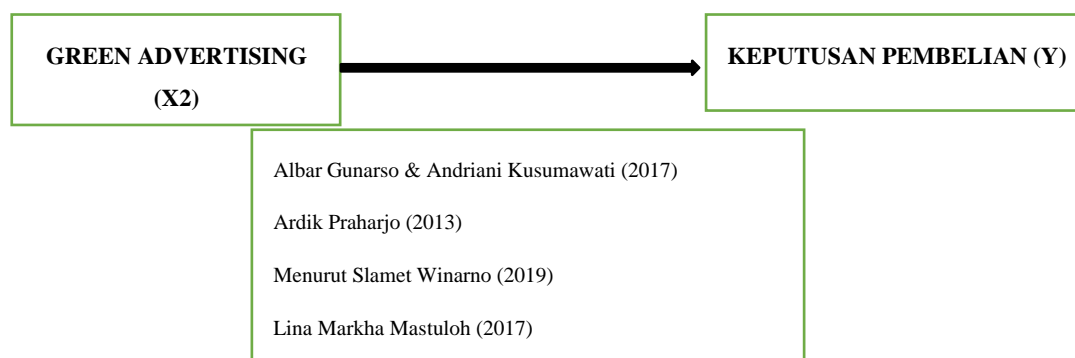 GREEN ADVERTISING
(X2)
KEPUTUSAN PEMBELIAN (Y)
Albar Gunarso & Andriani Kusumawati (2017)
Ardik Praharjo (2013)
Menurut Slamet Winarno (2019)
Lina Markha Mastuloh (2017)